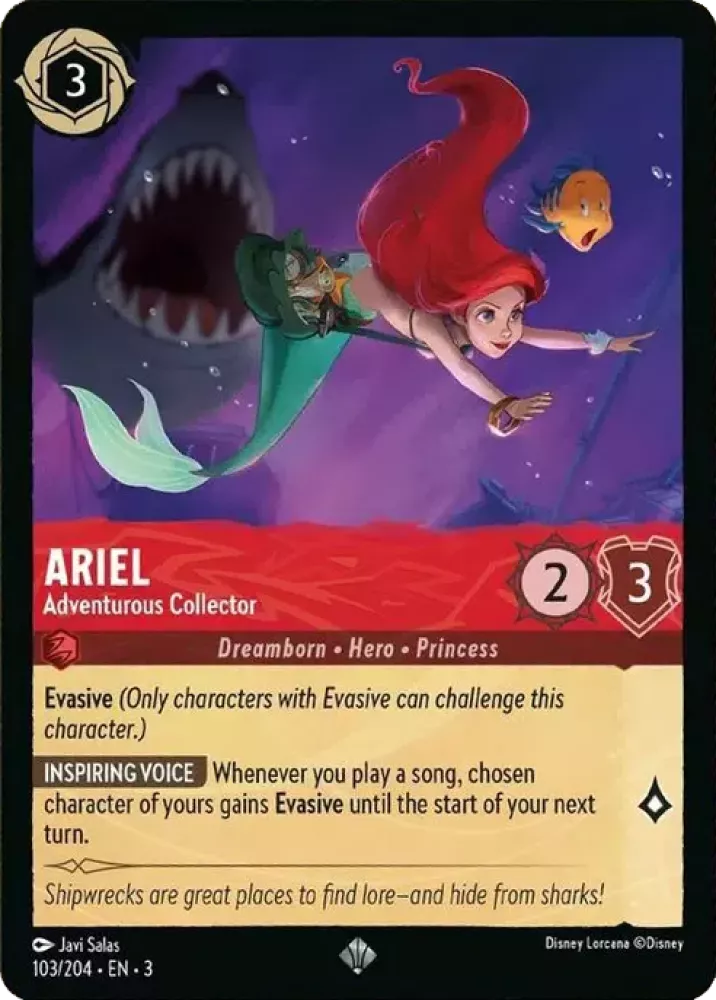 3
ARIEL
Adventurous Collector
2
3
Dreamborn • Hero • Princess
Evasive (Only characters with Evasive can challenge this
character.)
INSPIRING VOICE Whenever you play a song, chosen
character of yours gains Evasive until the start of your next
turn.
Shipwrecks are great places to find lore–and hide from sharks!
Javi Salas
103/204 • EN • 3
Disney Lorcana ©Disney